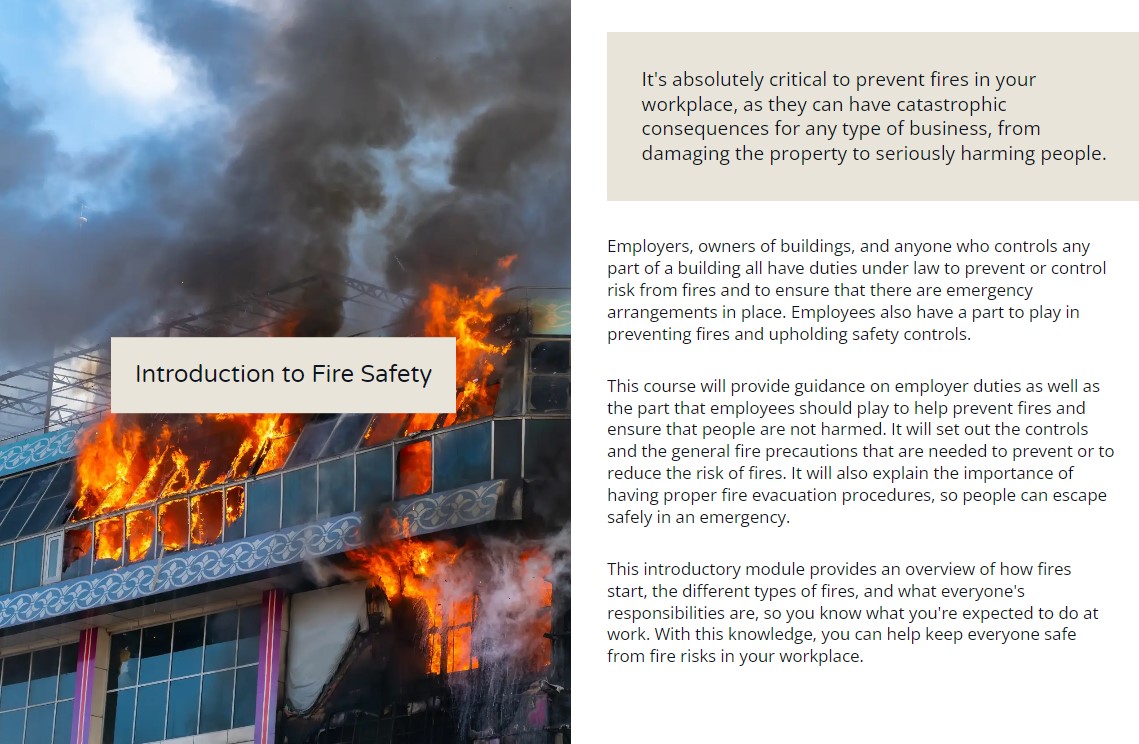 Introduction to Fire Safety
It's absolutely critical to prevent fires in your
workplace, as they can have catastrophic
consequences for any type of business, from
damaging the property to seriously harming people.
Employers, owners of buildings, and anyone who controls any
part of a building all have duties under law to prevent or control
risk from fires and to ensure that there are emergency
arrangements in place. Employees also have a part to play in
preventing fires and upholding safety controls.
This course will provide guidance on employer duties as well as
the part that employees should play to help prevent fires and
ensure that people are not harmed. It will set out the controls
and the general fire precautions that are needed to prevent or to
reduce the risk of fires. It will also explain the importance of
having proper fire evacuation procedures, so people can escape
safely in an emergency.
This introductory module provides an overview of how fires
start, the different types of fires, and what everyone's
responsibilities are, so you know what you're expected to do at
work. With this knowledge, you can help keep everyone safe
from fire risks in your workplace.